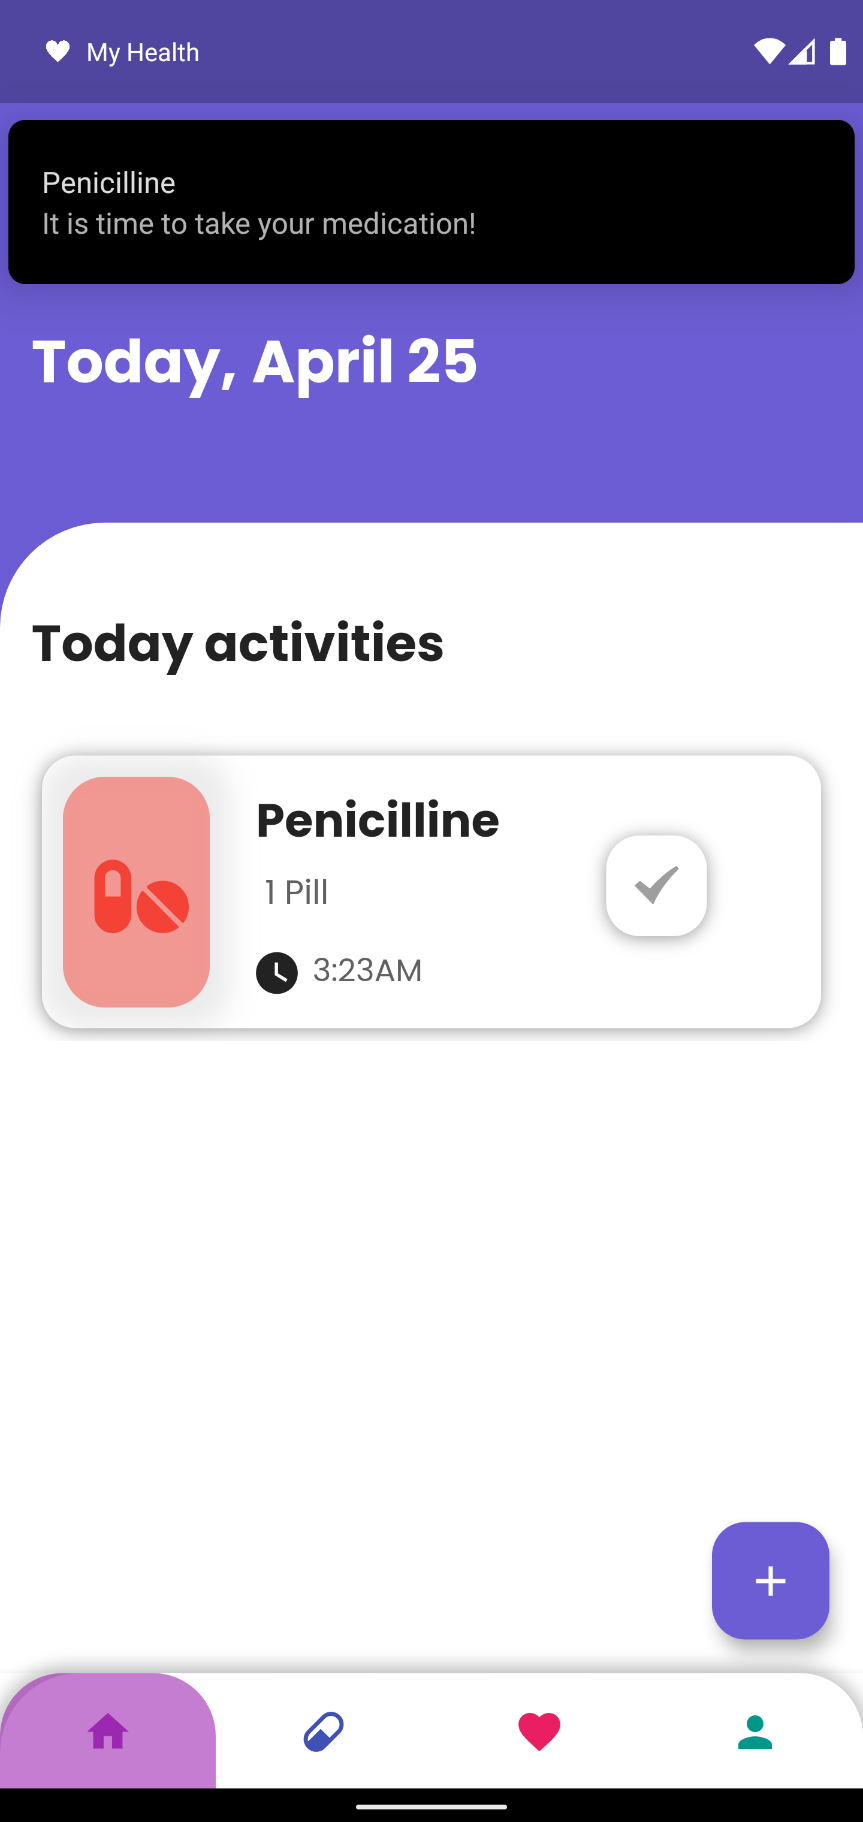 My Health
Penicilline
It is time to take your medication!
Today, April 25
Today activities
Penicilline
1 Pill
3:23AM